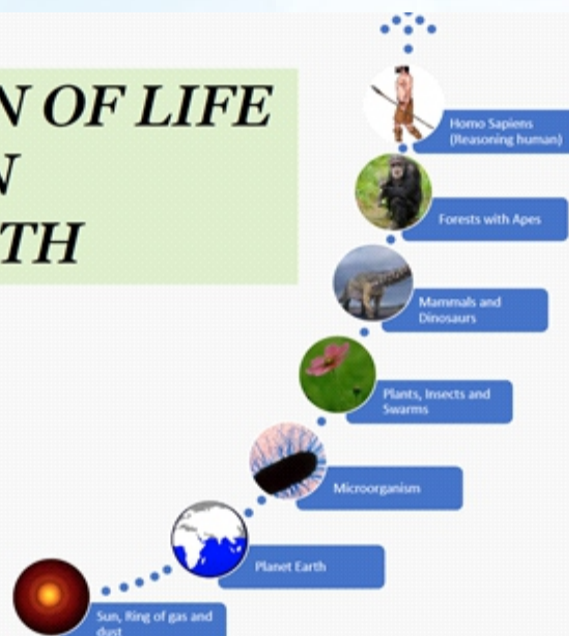 N OF LIFE
N
TH
Homo Sapiens
(Reasoning human)
Forests with Apes
Mammals and
Dinosaurs
Plants, Insects and
Swarms
Microorganism
Planet Earth
Sun, Ring of gas and
dust